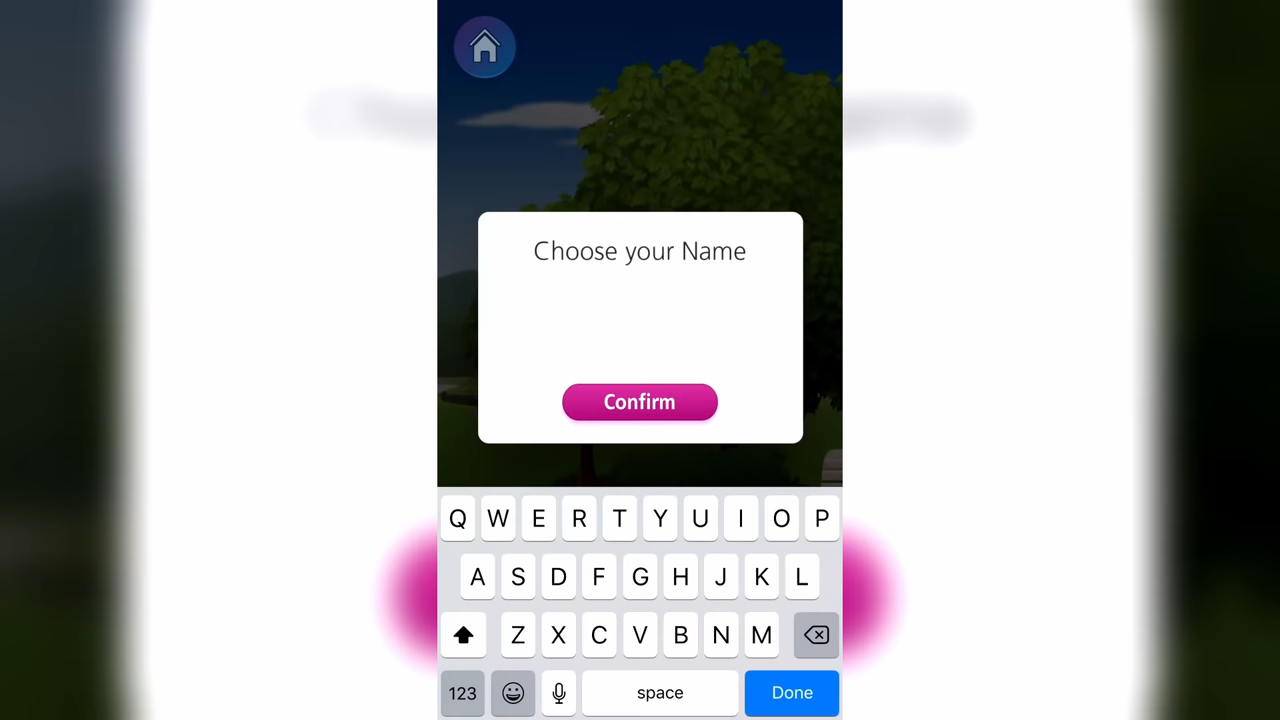 Choose your Name
Confirm
Q W E R T Y U I O P
A S D F G H J K L
Z X C V B N M
123 space Done